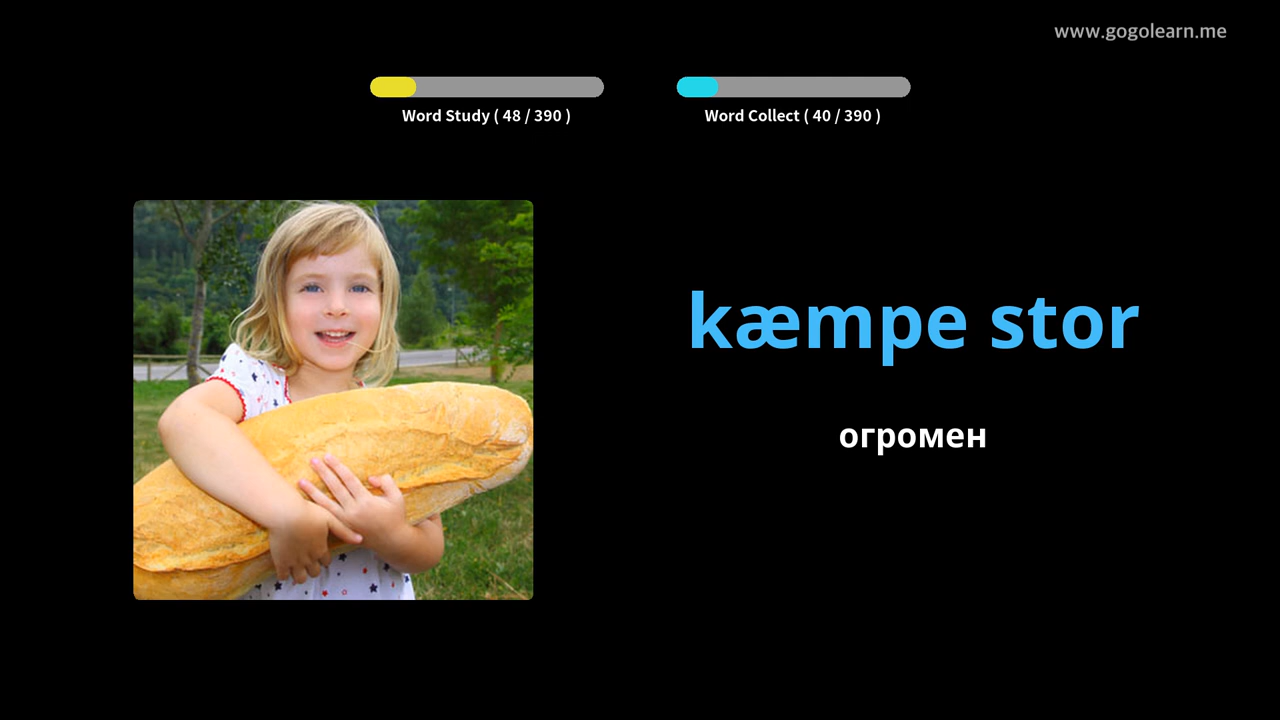 www.gogolearn.me
Word Study ( 48 / 390 )
Word Collect ( 40 / 390 )
kæmpe stor
огромен